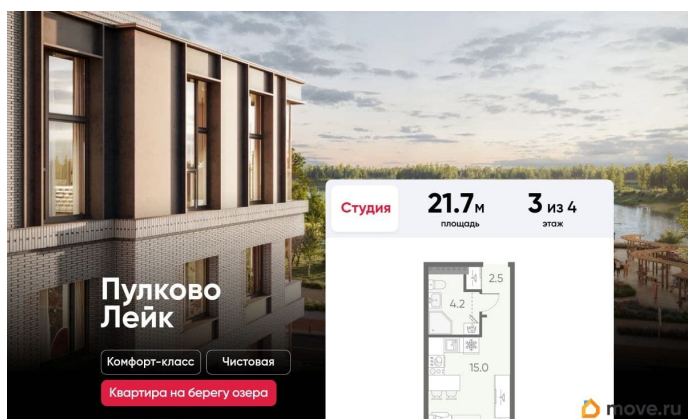 Студия
21.7м
площадь
3 из 4
этаж
2.5
4.2
15.0
Пулково
Лейк
Комфорт-класс
Чистовая
Квартира на берегу озера
move.ru